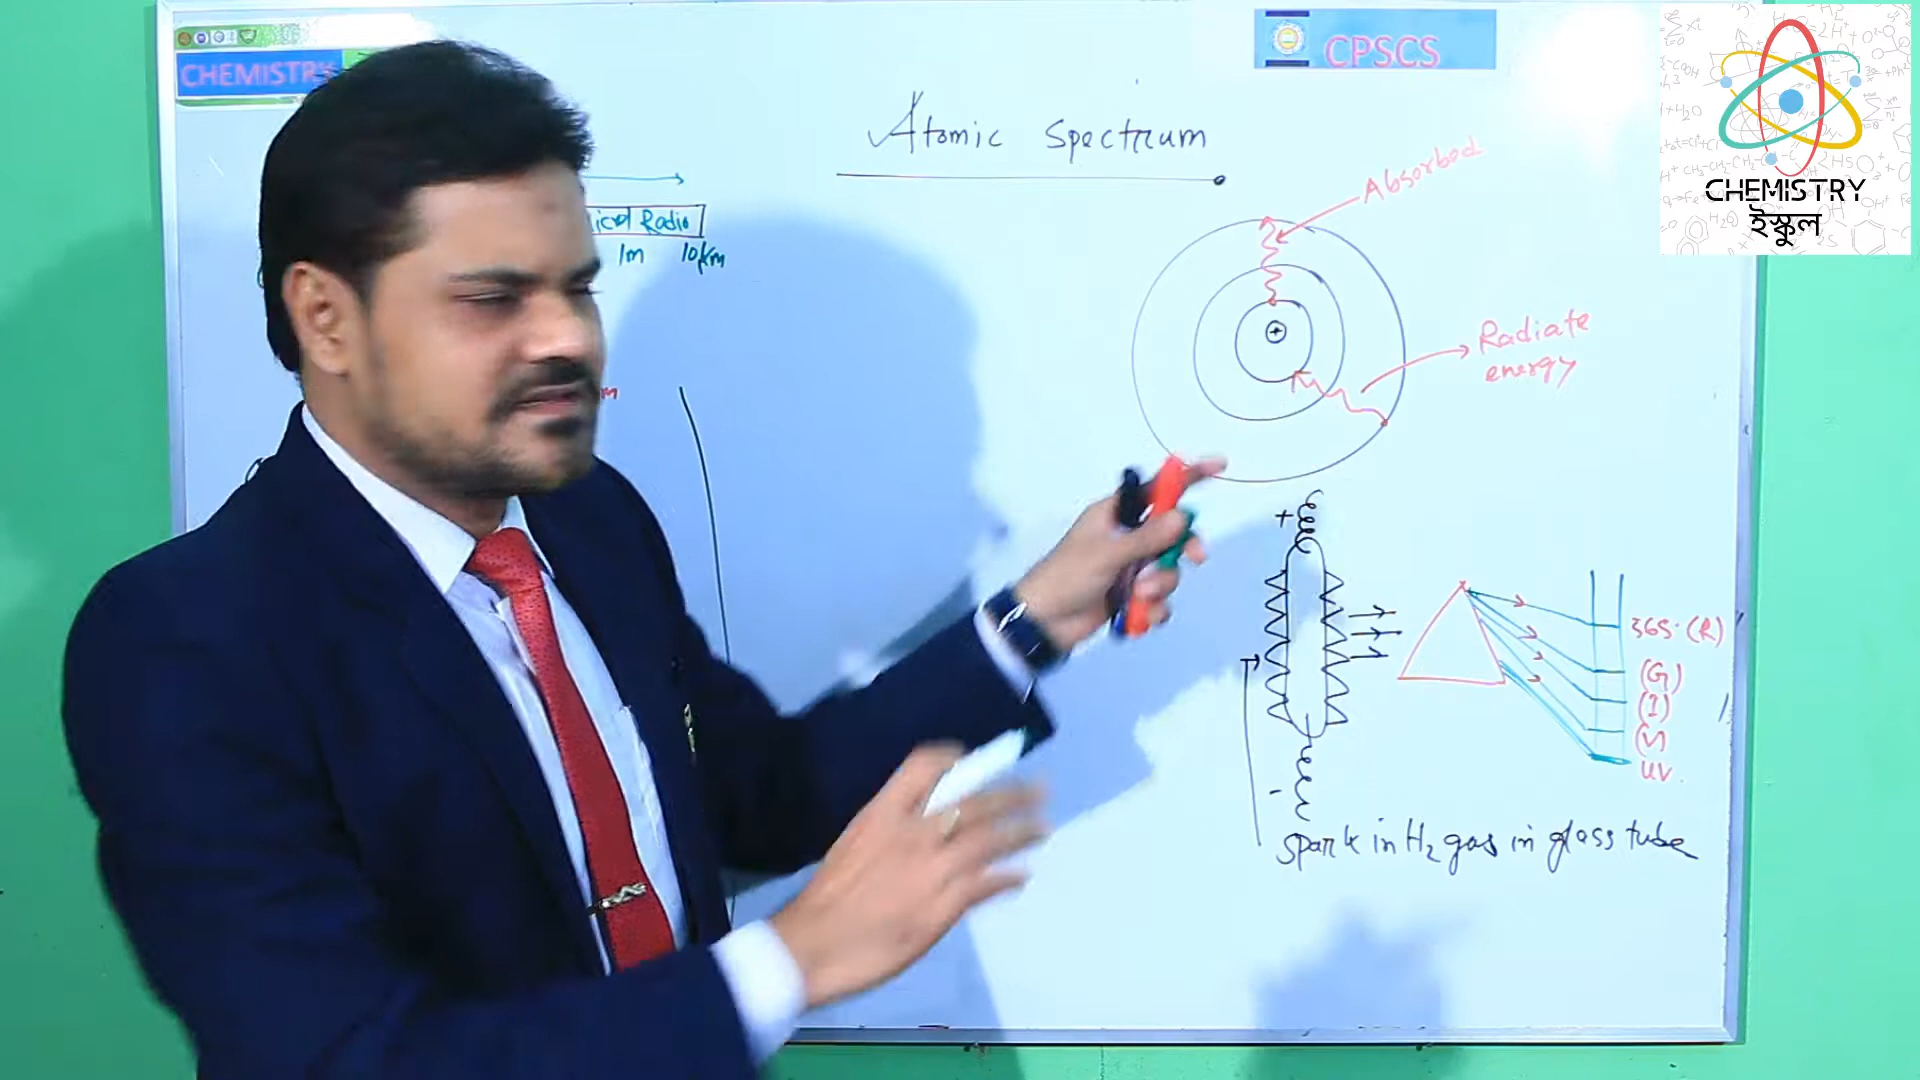 CHEMISTRY
CPSCS
CHEMISTRY
ইস্কুল
Atomic Spectrum
Absorbed
Radio
1m 10km
+
Radiate
energy
+
365 (R)
(G)
(I)
(V)
UV.
-
Spark in H2 gas in glass tube